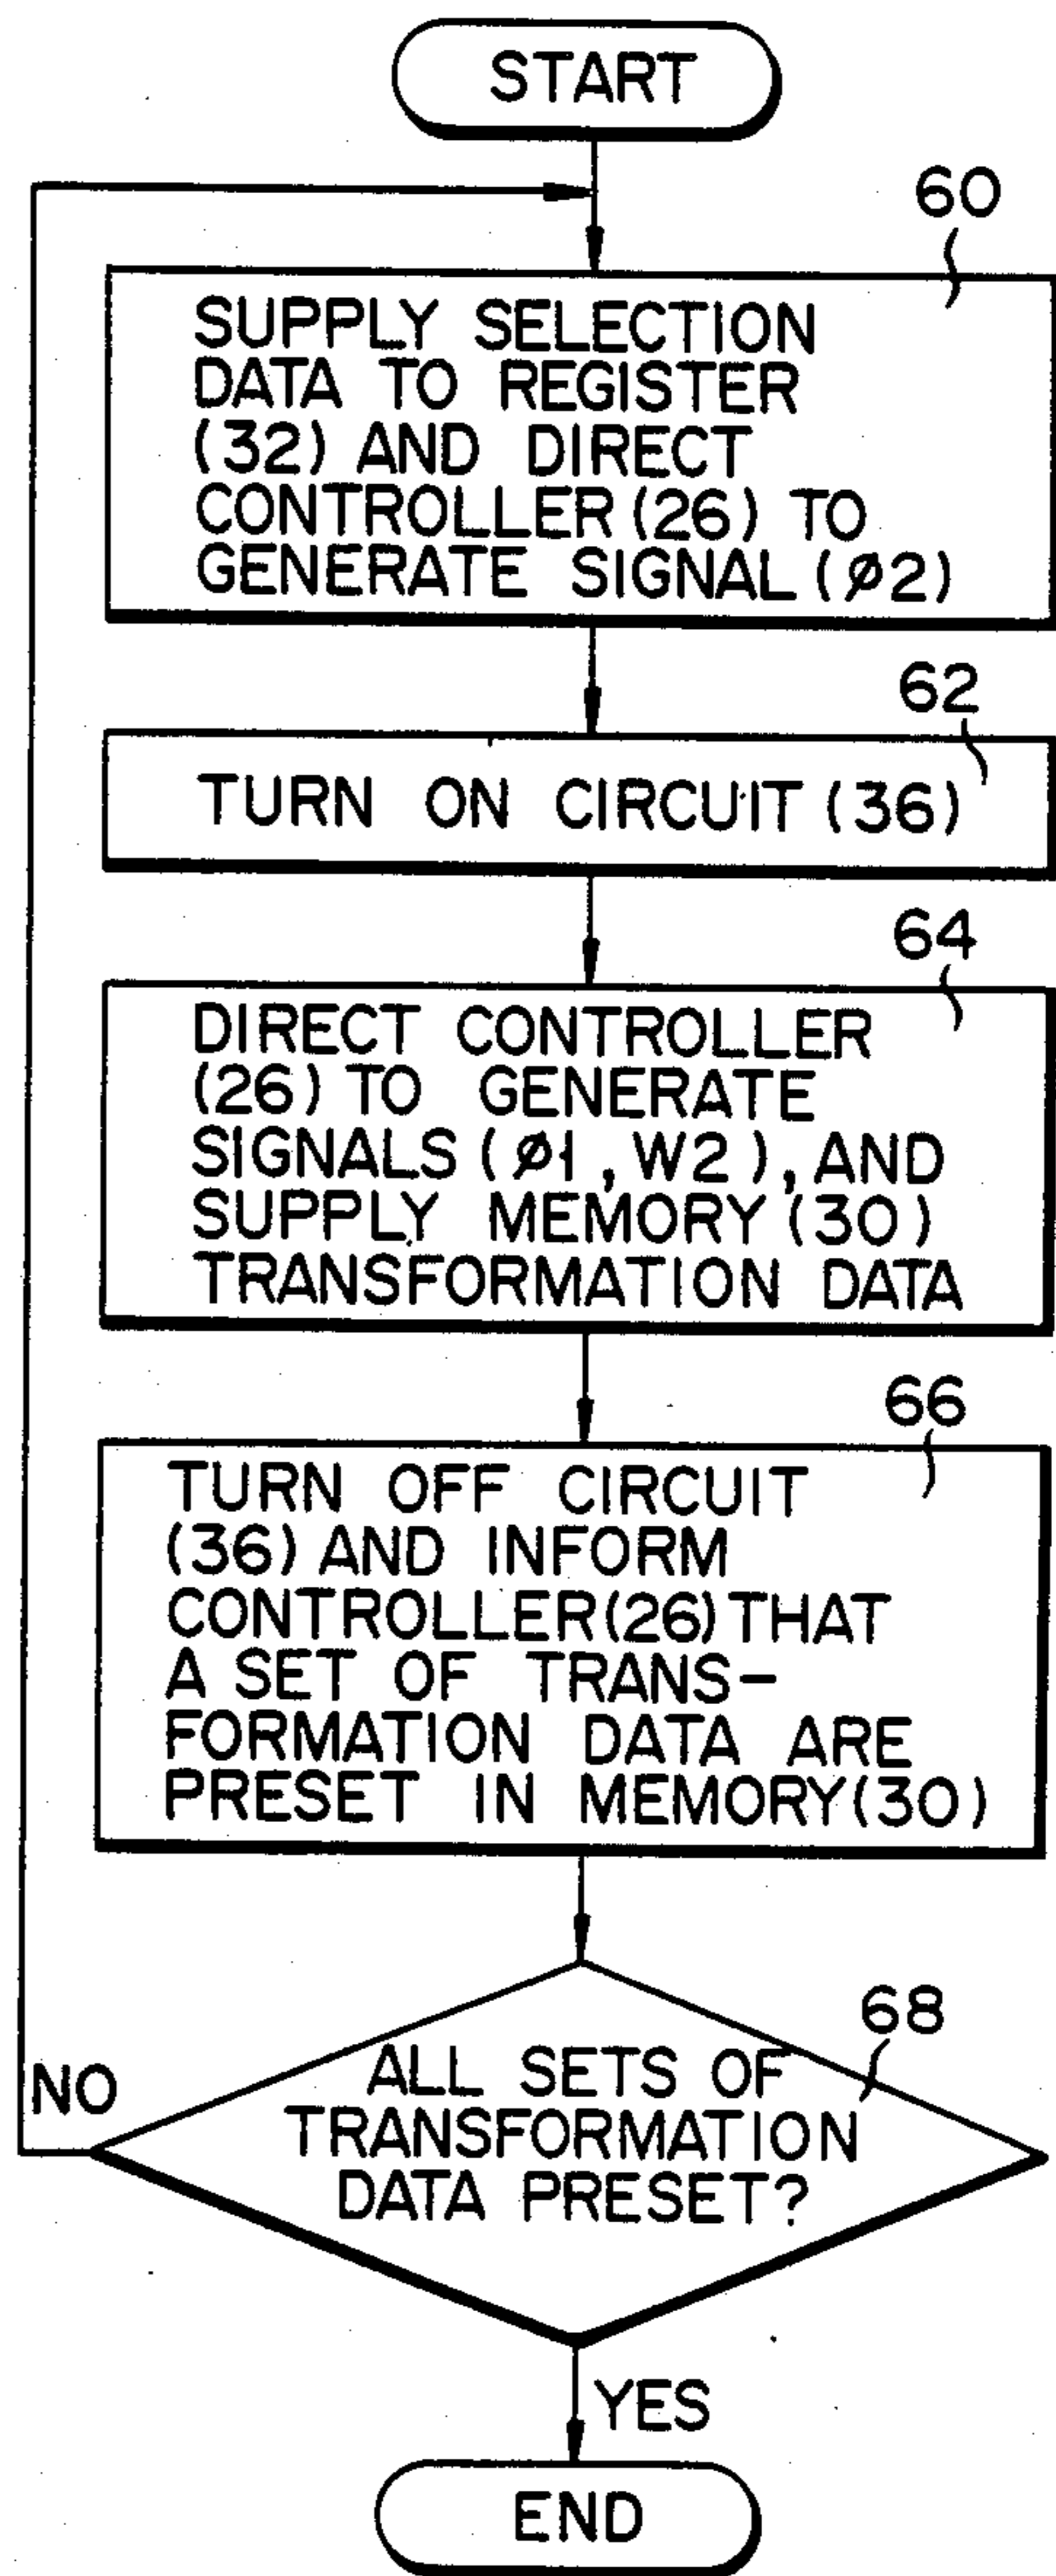 START
60
SUPPLY SELECTION
DATA TO REGISTER
(32) AND DIRECT
CONTROLLER (26) TO
GENERATE SIGNAL (ø2)
62
TURN ON CIRCUIT (36)
64
DIRECT CONTROLLER
(26) TO GENERATE
SIGNALS (ø1, W2), AND
SUPPLY MEMORY (30)
TRANSFORMATION DATA
66
TURN OFF CIRCUIT
(36) AND INFORM
CONTROLLER (26) THAT
A SET OF TRANS-
FORMATION DATA ARE
PRESET IN MEMORY (30)
68
ALL SETS OF
TRANSFORMATION
DATA PRESET?
NO
YES
END